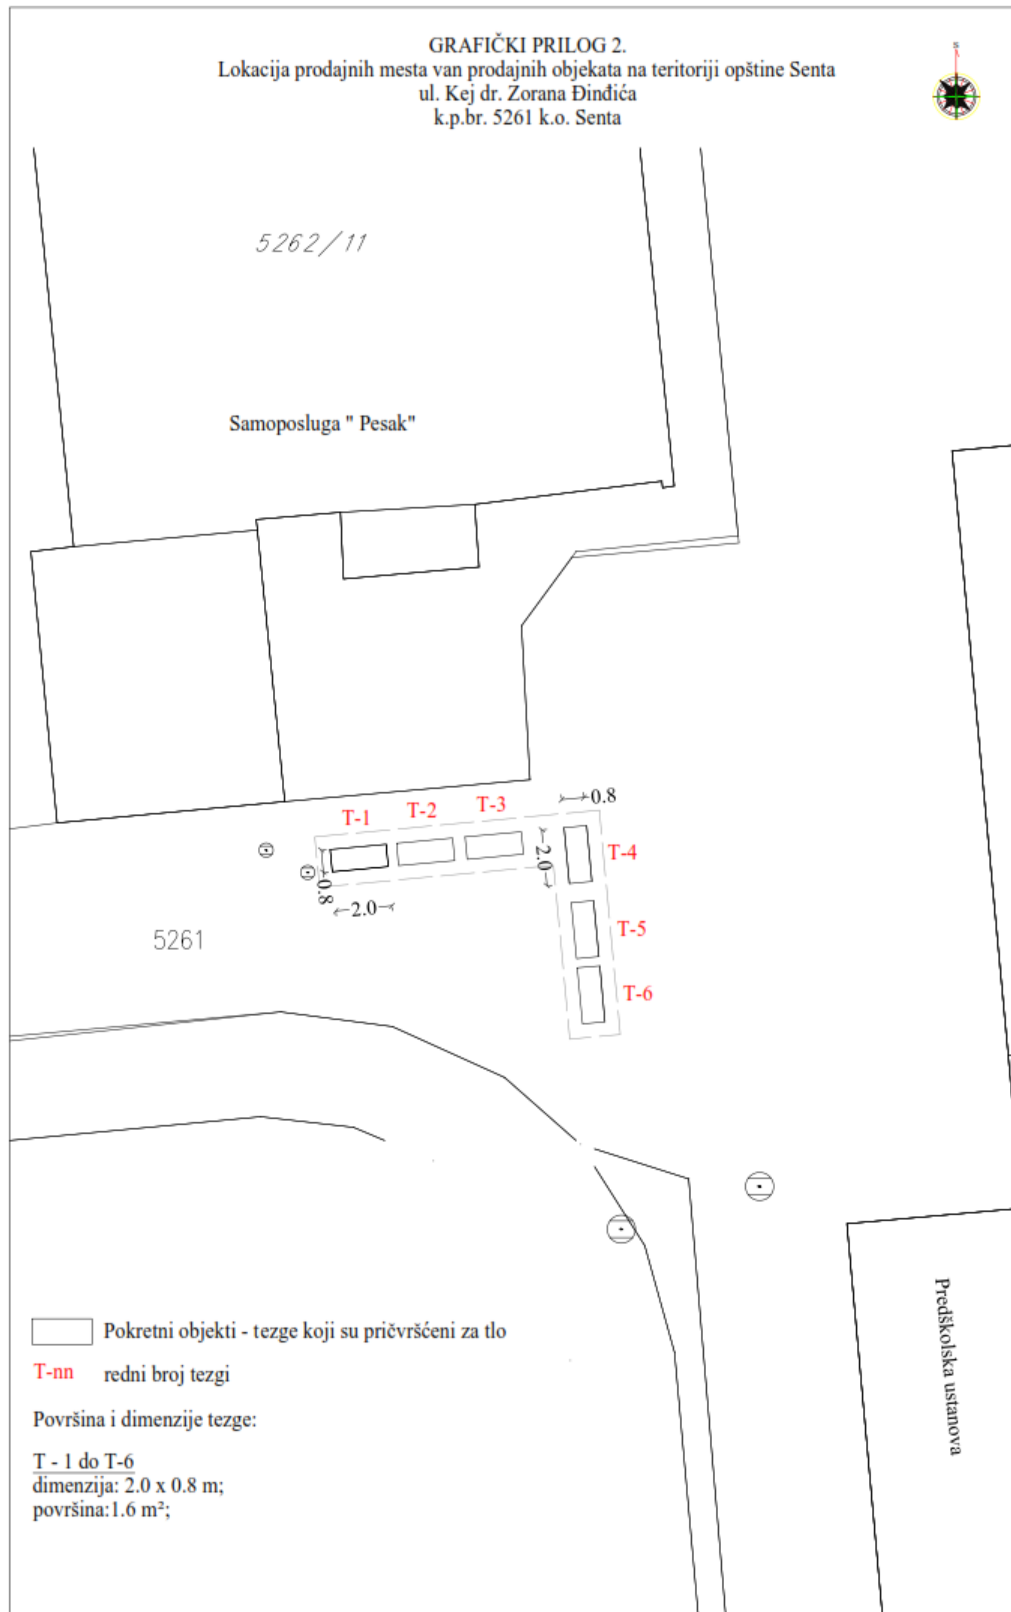 GRAFIČKI PRILOG 2.
Lokacija prodajnih mesta van prodajnih objekata na teritoriji opštine Senta
ul. Kej dr. Zorana Đinđića
k.p.br. 5261 k.o. Senta
5262/11
Samoposluga " Pesak"
T-1
T-2
T-3
0.8
T-4
2.0
0.8
2.0
T-5
5261
T-6
Predškolska ustanova
Pokretni objekti - tezge koji su pričvršćeni za tlo
T-nn redni broj tezgi
Površina i dimenzije tezge:
T - 1 do T-6
dimenzija: 2.0 x 0.8 m;
površina:1.6 m²;